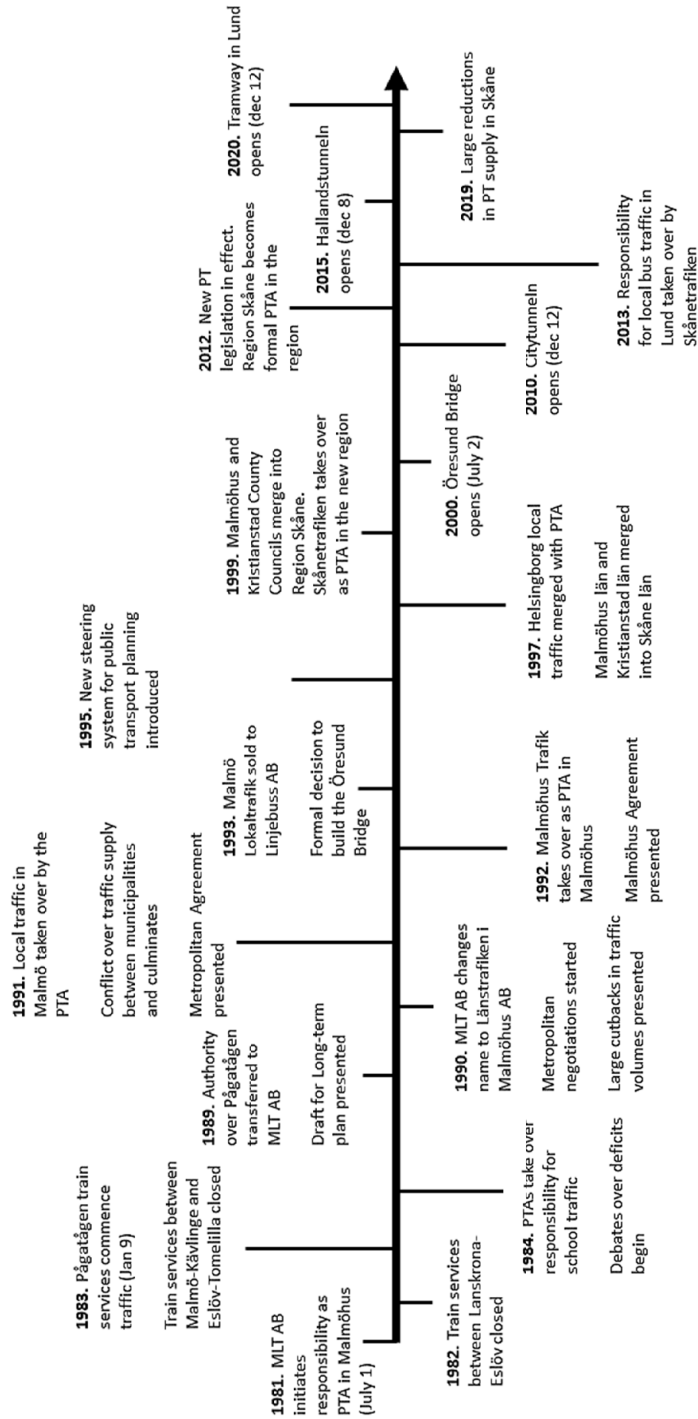 1981. MLT AB
initiates
responsibility as
PTA in Malmöhus
(July 1)
1982. Train services
between Lanskrona-
Eslöv closed
1983. Pågatågen train
services commence
traffic (Jan 9)
Train services between
Malmö-Kävlinge and
Eslöv-Tomelilla closed
1984. PTAs take over
responsibility for
school traffic
Debates over deficits
begin
1989. Authority
over Pågatågen
transferred to
MLT AB
Draft for Long-term
plan presented
1990. MLT AB changes
name to Länstrafiken i
Malmöhus AB
Metropolitan
negotiations started
Large cutbacks in traffic
volumes presented
1991. Local traffic in
Malmö taken over by the
PTA
Conflict over traffic supply
between municipalities
and culminates
Metropolitan Agreement
presented
1992. Malmöhus Trafik
takes over as PTA in
Malmöhus
Malmöhus Agreement
presented
1993. Malmö
Lokaltrafik sold to
Linjebuss AB
Formal decision to
build the Öresund
Bridge
1995. New steering
system for public
transport planning
introduced
1997. Helsingborg local
traffic merged with PTA
Malmöhus län and
Kristianstad län merged
into Skåne län
1999. Malmöhus and
Kristianstad County
Councils merge into
Region Skåne.
Skånetrafiken takes over
as PTA in the new region
2000. Öresund Bridge
opens (July 2)
2010. Citytunneln
opens (dec 12)
2012. New PT
legislation in effect.
Region Skåne becomes
formal PTA in the
region
2013. Responsibility
for local bus traffic in
Lund taken over by
Skånetrafiken
2015. Hallandstunneln
opens (dec 8)
2019. Large reductions
in PT supply in Skåne
2020. Tramway in Lund
opens (dec 12)